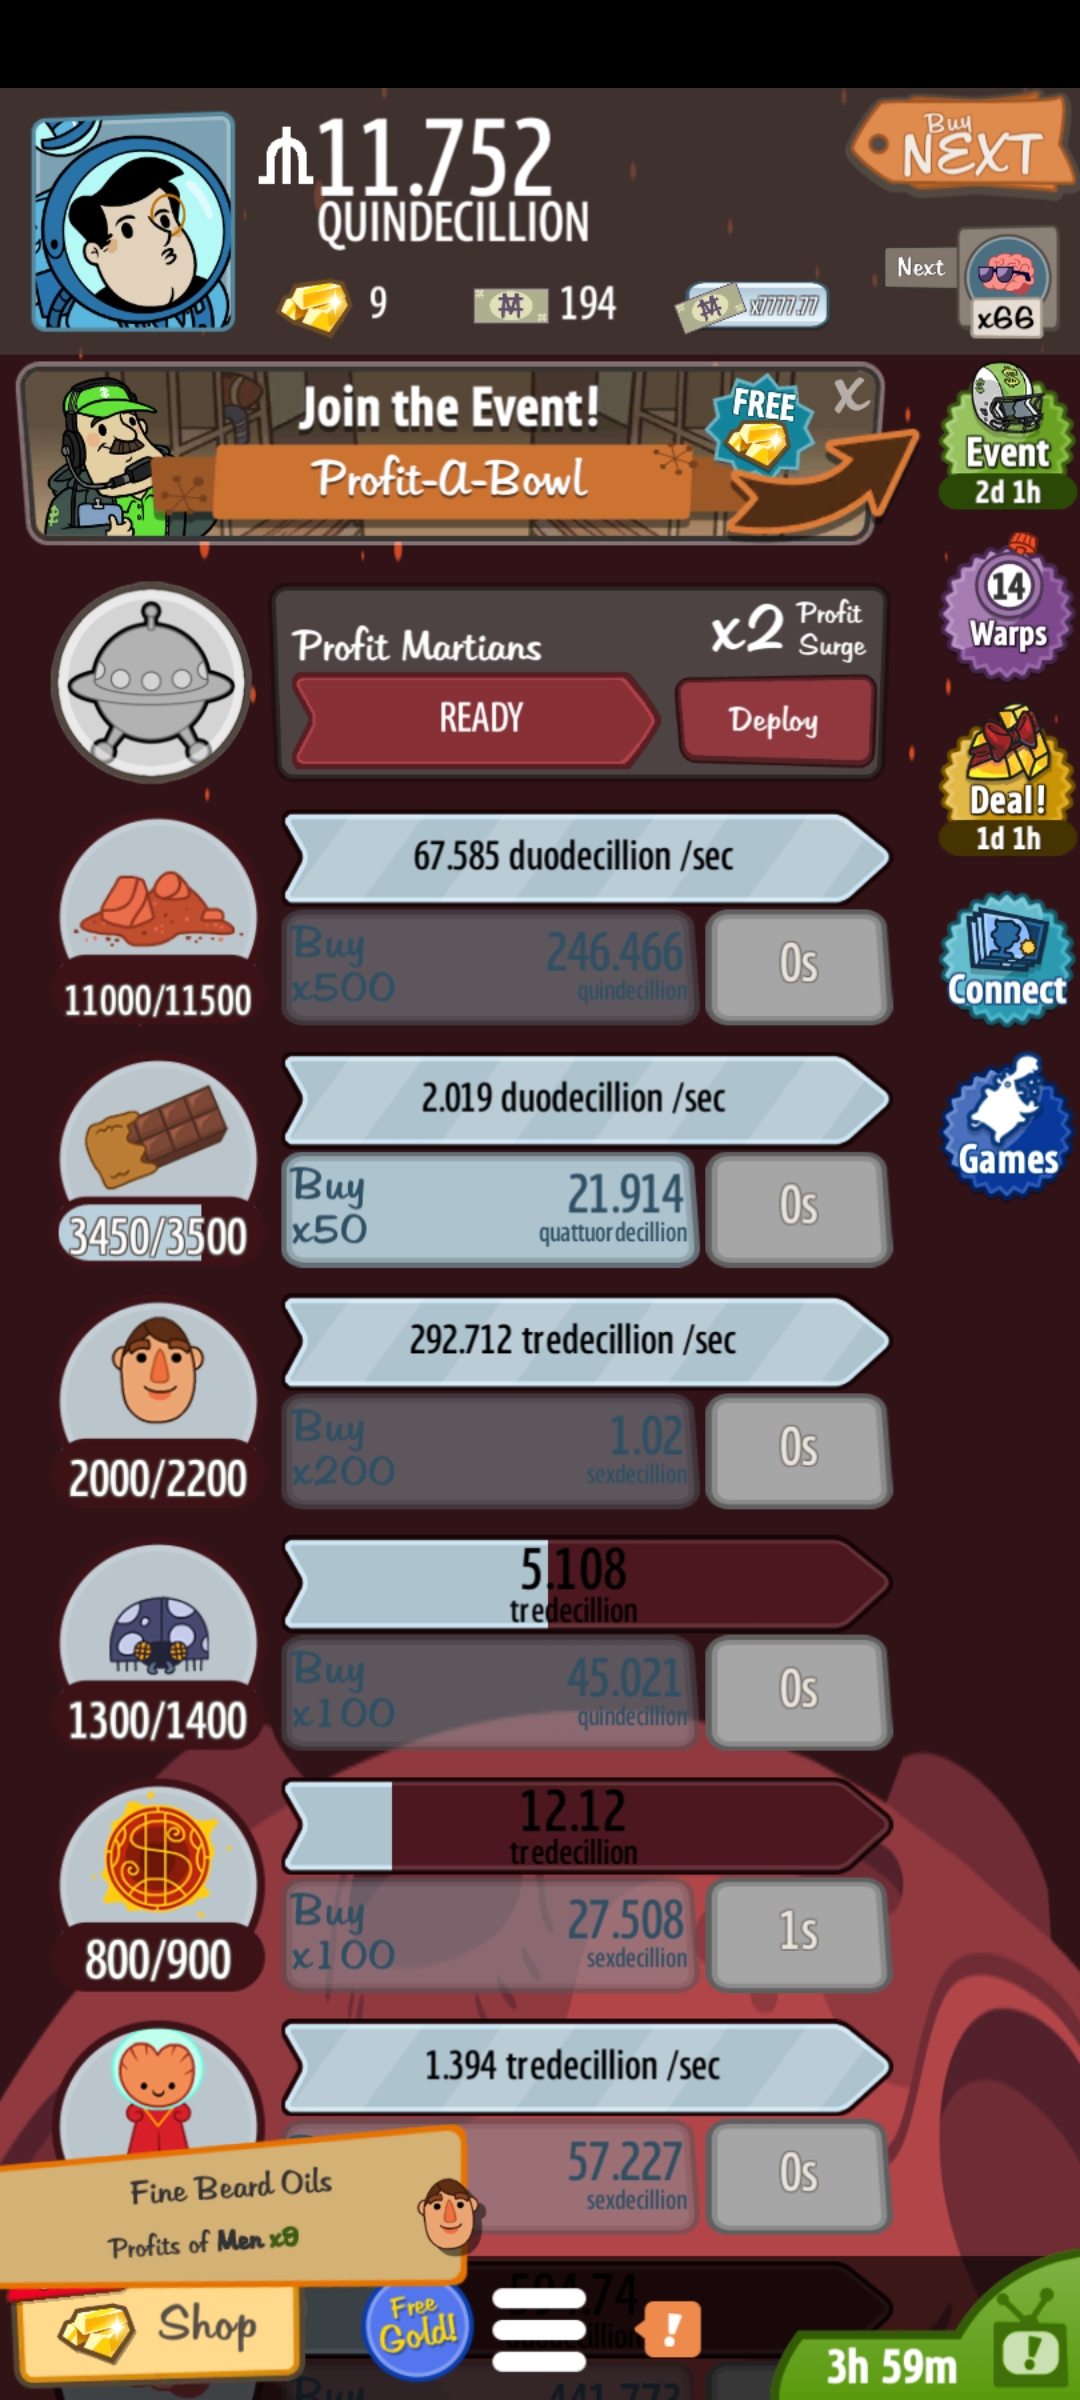 11.752
QUINDECILLION
Buy
NEXT
9
194
x7777.77
Next
x66
Join the Event!
Profit-A-Bowl
FREE
X
Event
2d 1h
14
Warps
Deal!
1d 1h
Connect
Games
Profit Martians
x2 Profit
Surge
READY
Deploy
67.585 duodecillion /sec
11000/11500
Buy
x500
246.466
quindecillion
0s
2.019 duodecillion /sec
3450/3500
Buy
x50
21.914
quattuordecillion
0s
292.712 tredecillion /sec
2000/2200
Buy
x200
1.02
sexdecillion
0s
5.108
tredecillion
1300/1400
Buy
x100
45.021
quindecillion
0s
12.12
tredecillion
800/900
Buy
x100
27.508
sexdecillion
1s
1.394 tredecillion /sec
57.227
sexdecillion
0s
Fine Beard Oils
Profits of Men x9
Shop
Free
Gold!
!
3h 59m
!
Buy